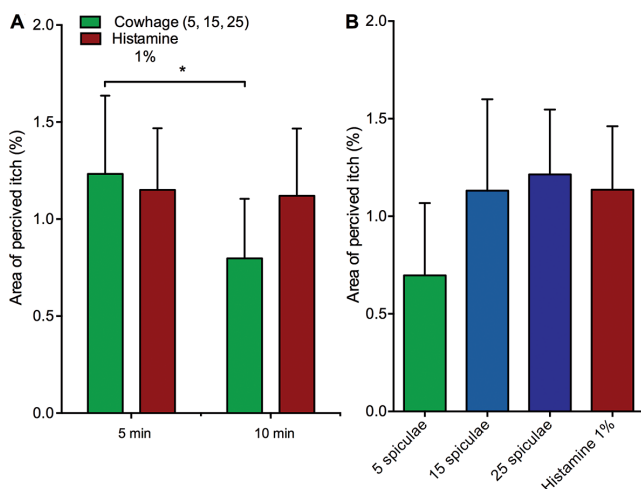 A
Cowhage (5, 15, 25)
Histamine
1%
*
2.0
1.5
1.0
0.5
0.0
Area of percived itch (%)
5 min
10 min
B
2.0
1.5
1.0
0.5
0.0
Area of percived itch (%)
5 spiculae
15 spiculae
25 spiculae
Histamine 1%